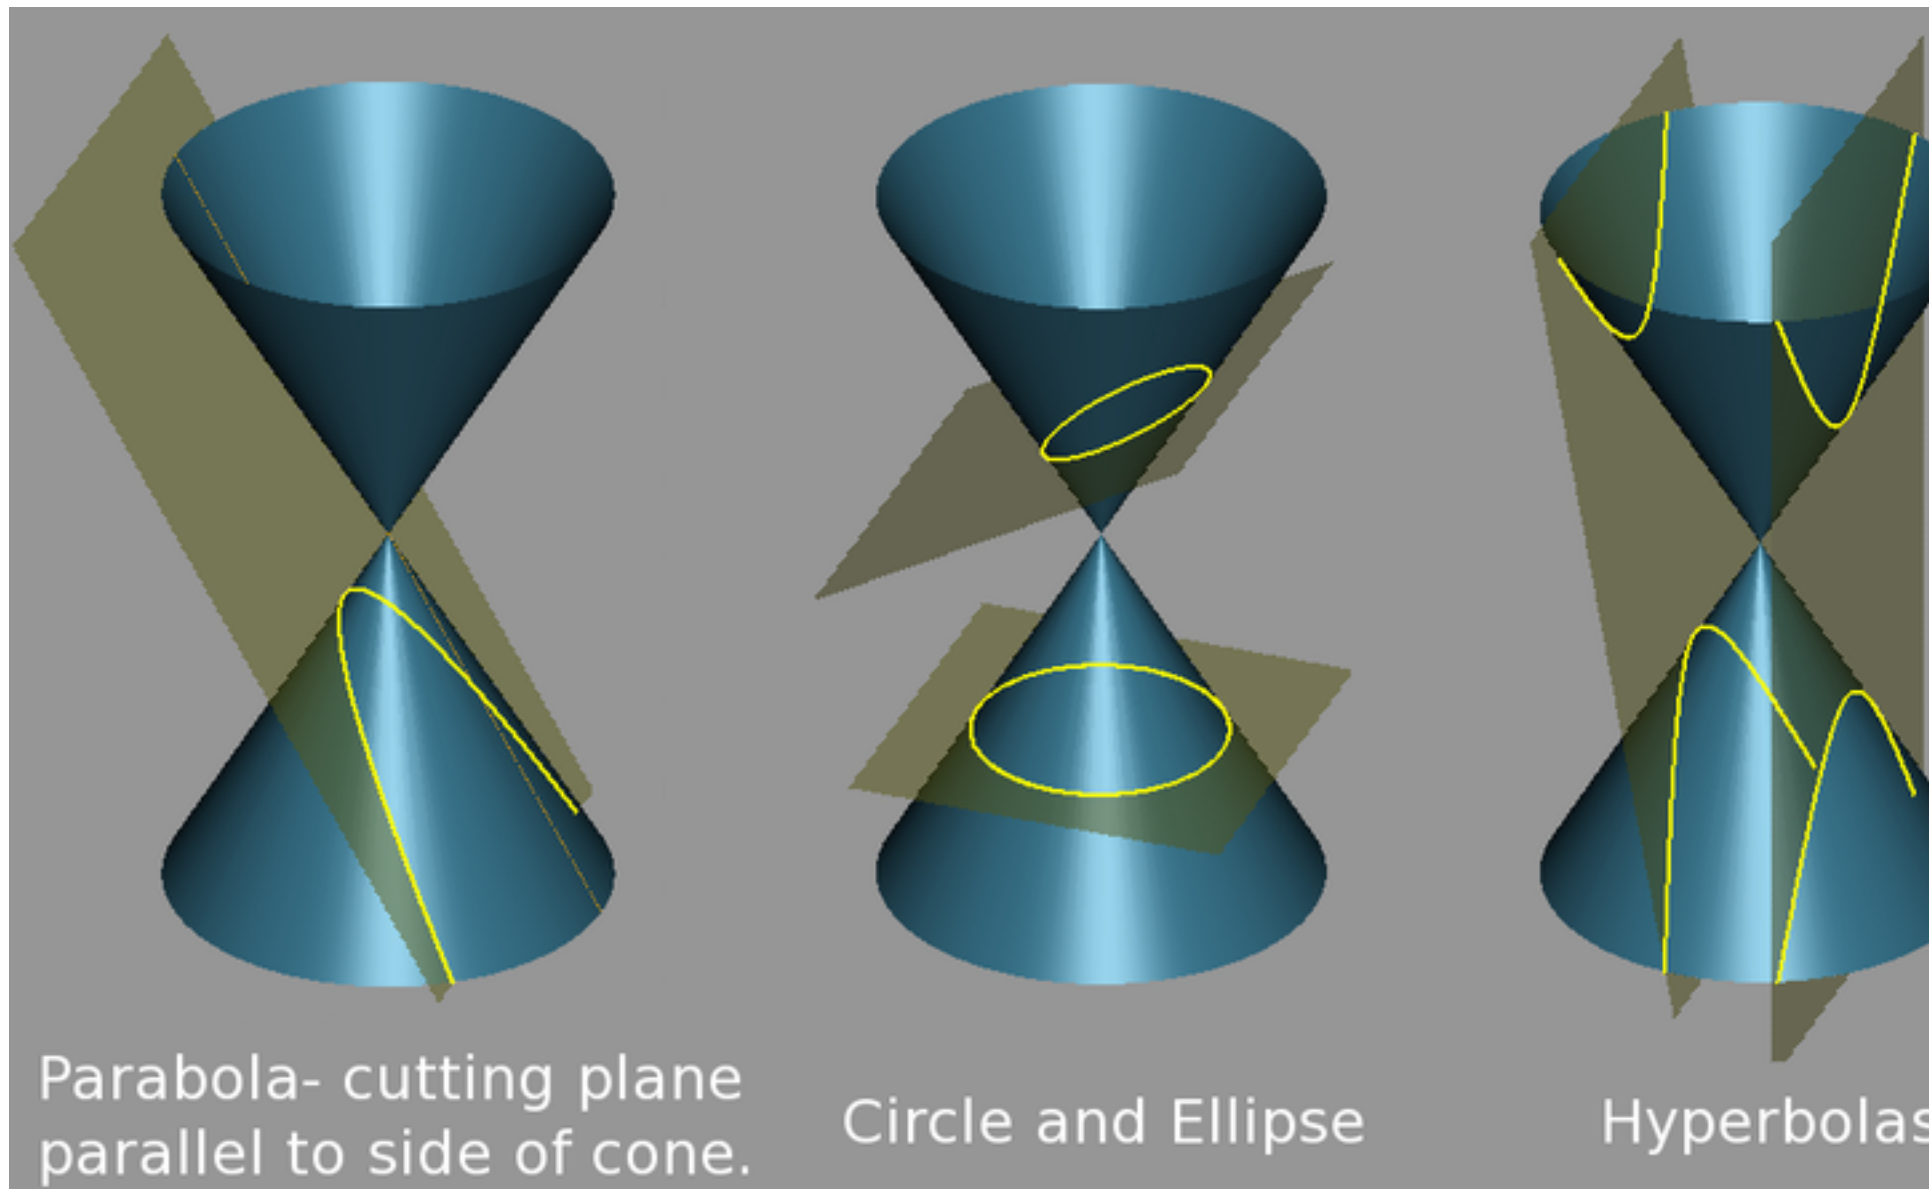 Parabola- cutting plane
parallel to side of cone.
Circle and Ellipse
Hyperbolas